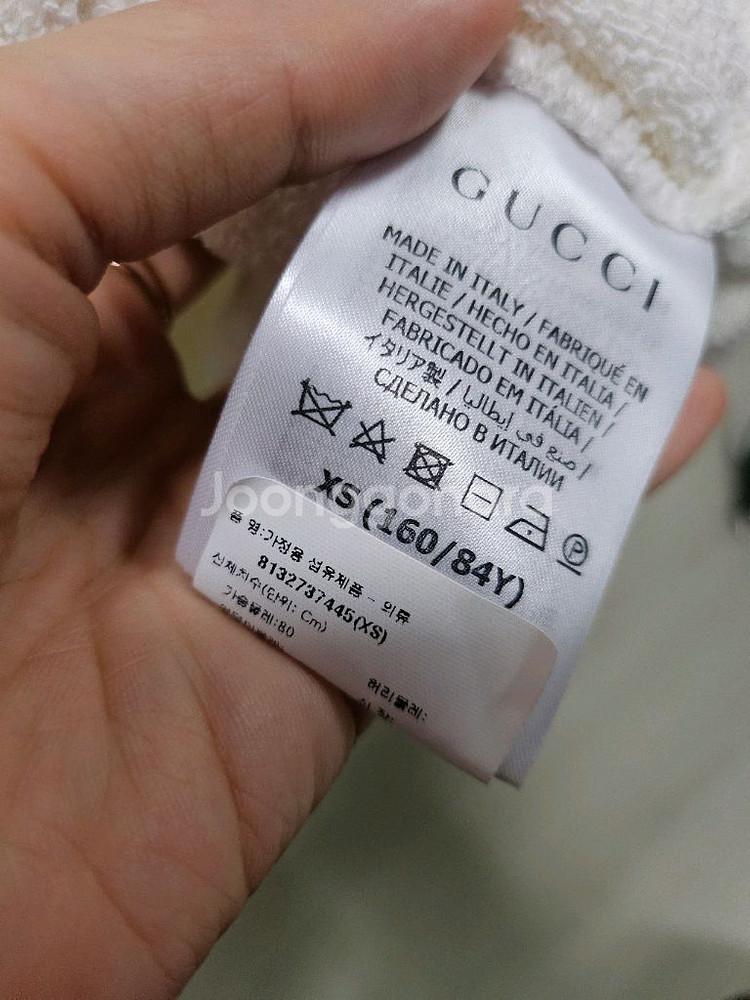 GUCCI
MADE IN ITALY / FABRIQUÉ EN
ITALIE / HECHO EN ITALIA /
HERGESTELLT IN ITALIEN /
FABRICADO EM ITÁLIA /
イタリア製 / صنع في إيطاليا /
СДЕЛАНО В ИТАЛИИ
P
XS (160/84Y)
Joongonara
품 명:가정용 섬유제품 - 의류
8132737445(XS)
신체치수(단위: Cm)
가슴둘레:80
허리둘레: